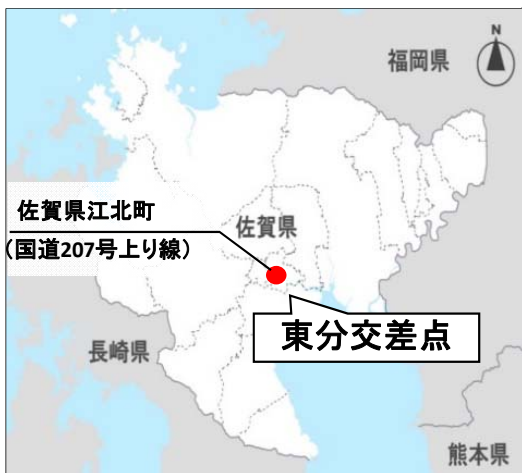 福岡県
N
佐賀県江北町
（国道207号上り線）
佐賀県
東分交差点
長崎県
熊本県